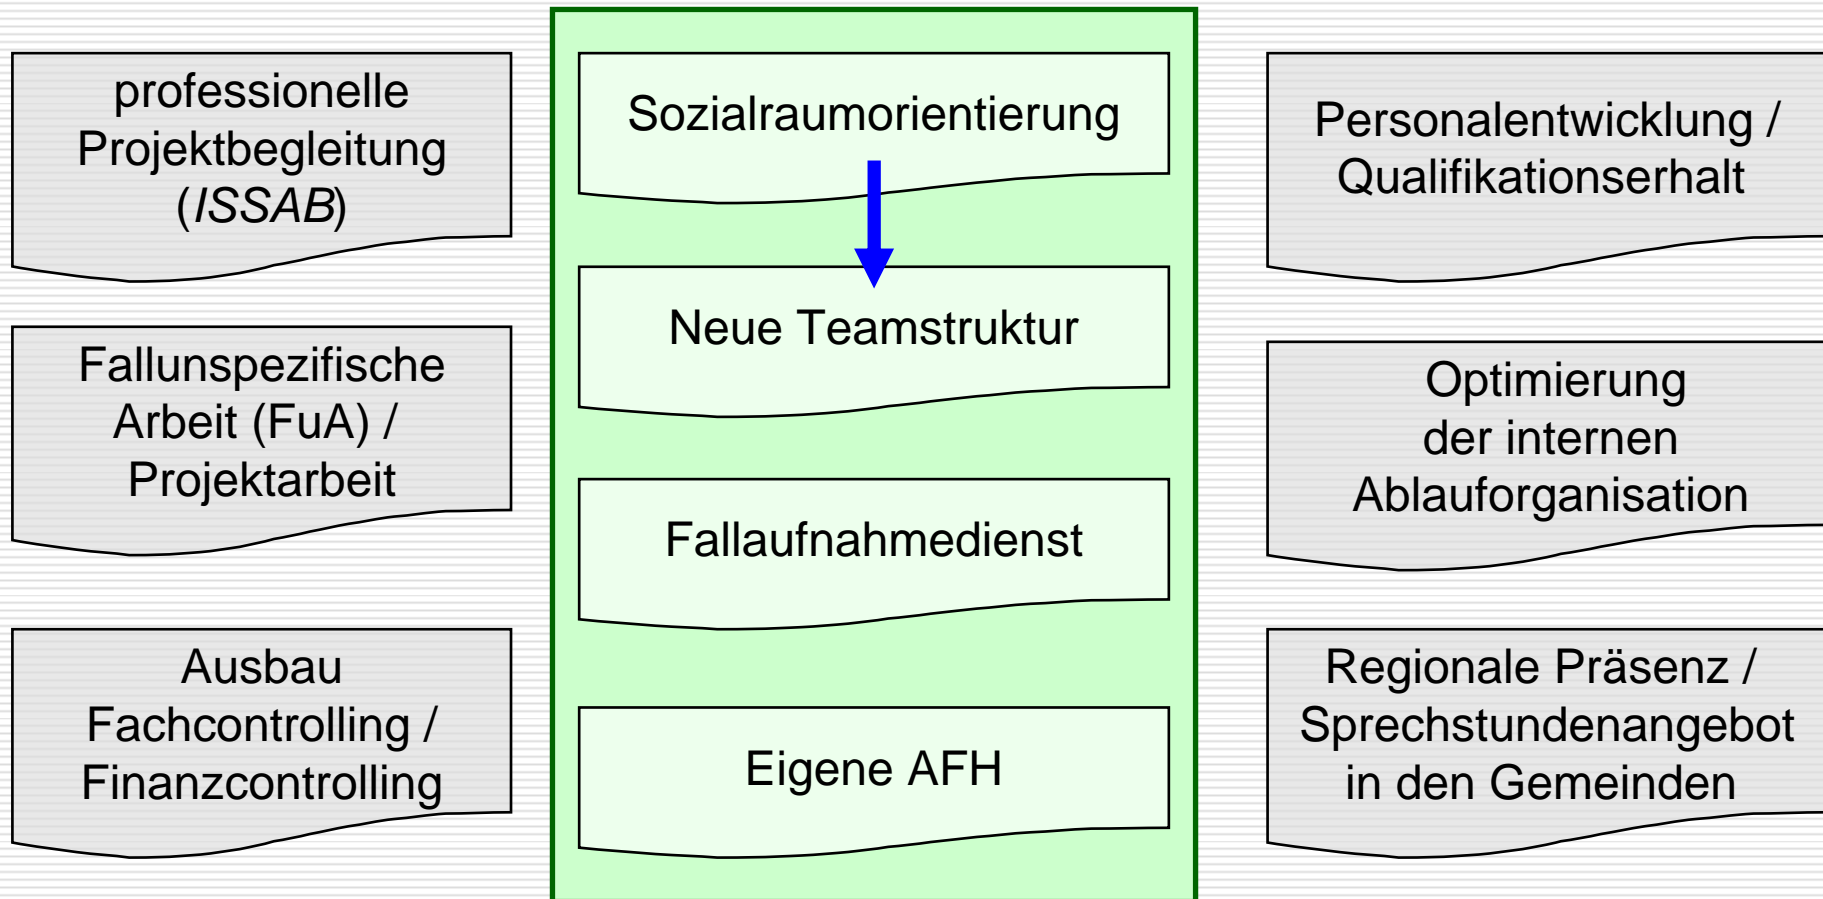 professionelle
Projektbegleitung
(ISSAB)
Fallunspezifische
Arbeit (FuA) /
Projektarbeit
Ausbau
Fachcontrolling /
Finanzcontrolling
Sozialraumorientierung
Neue Teamstruktur
Fallaufnahmedienst
Eigene AFH
Personalentwicklung /
Qualifikationserhalt
Optimierung
der internen
Ablauforganisation
Regionale Präsenz /
Sprechstundenangebot
in den Gemeinden